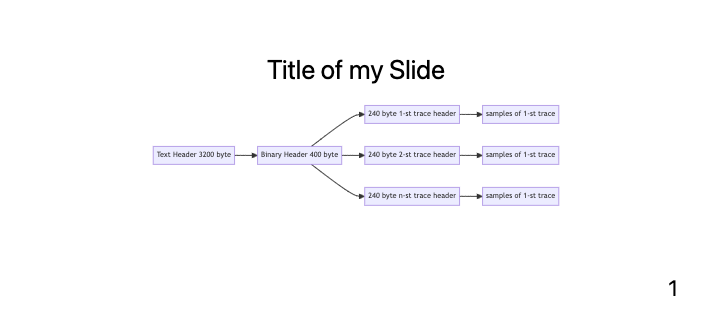 Title of my Slide
240 byte 1-st trace header
samples of 1-st trace
Text Header 3200 byte
Binary Header 400 byte
240 byte 2-st trace header
samples of 1-st trace
240 byte n-st trace header
samples of 1-st trace
1